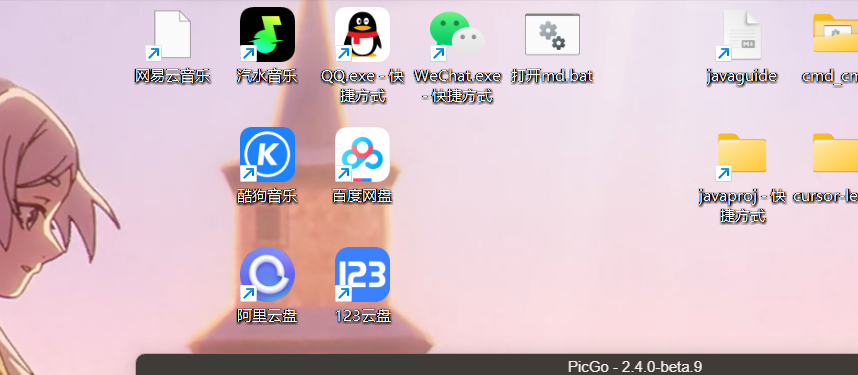 网易云音乐
汽水音乐
QQ.exe - 快
捷方式
WeChat.exe
- 快捷方式
打开md.bat
javaguide
cmd_cm
K
酷狗音乐
百度网盘
javaproj - 快
捷方式
cursor-le
阿里云盘
123
123云盘
PicGo - 2.4.0-beta.9